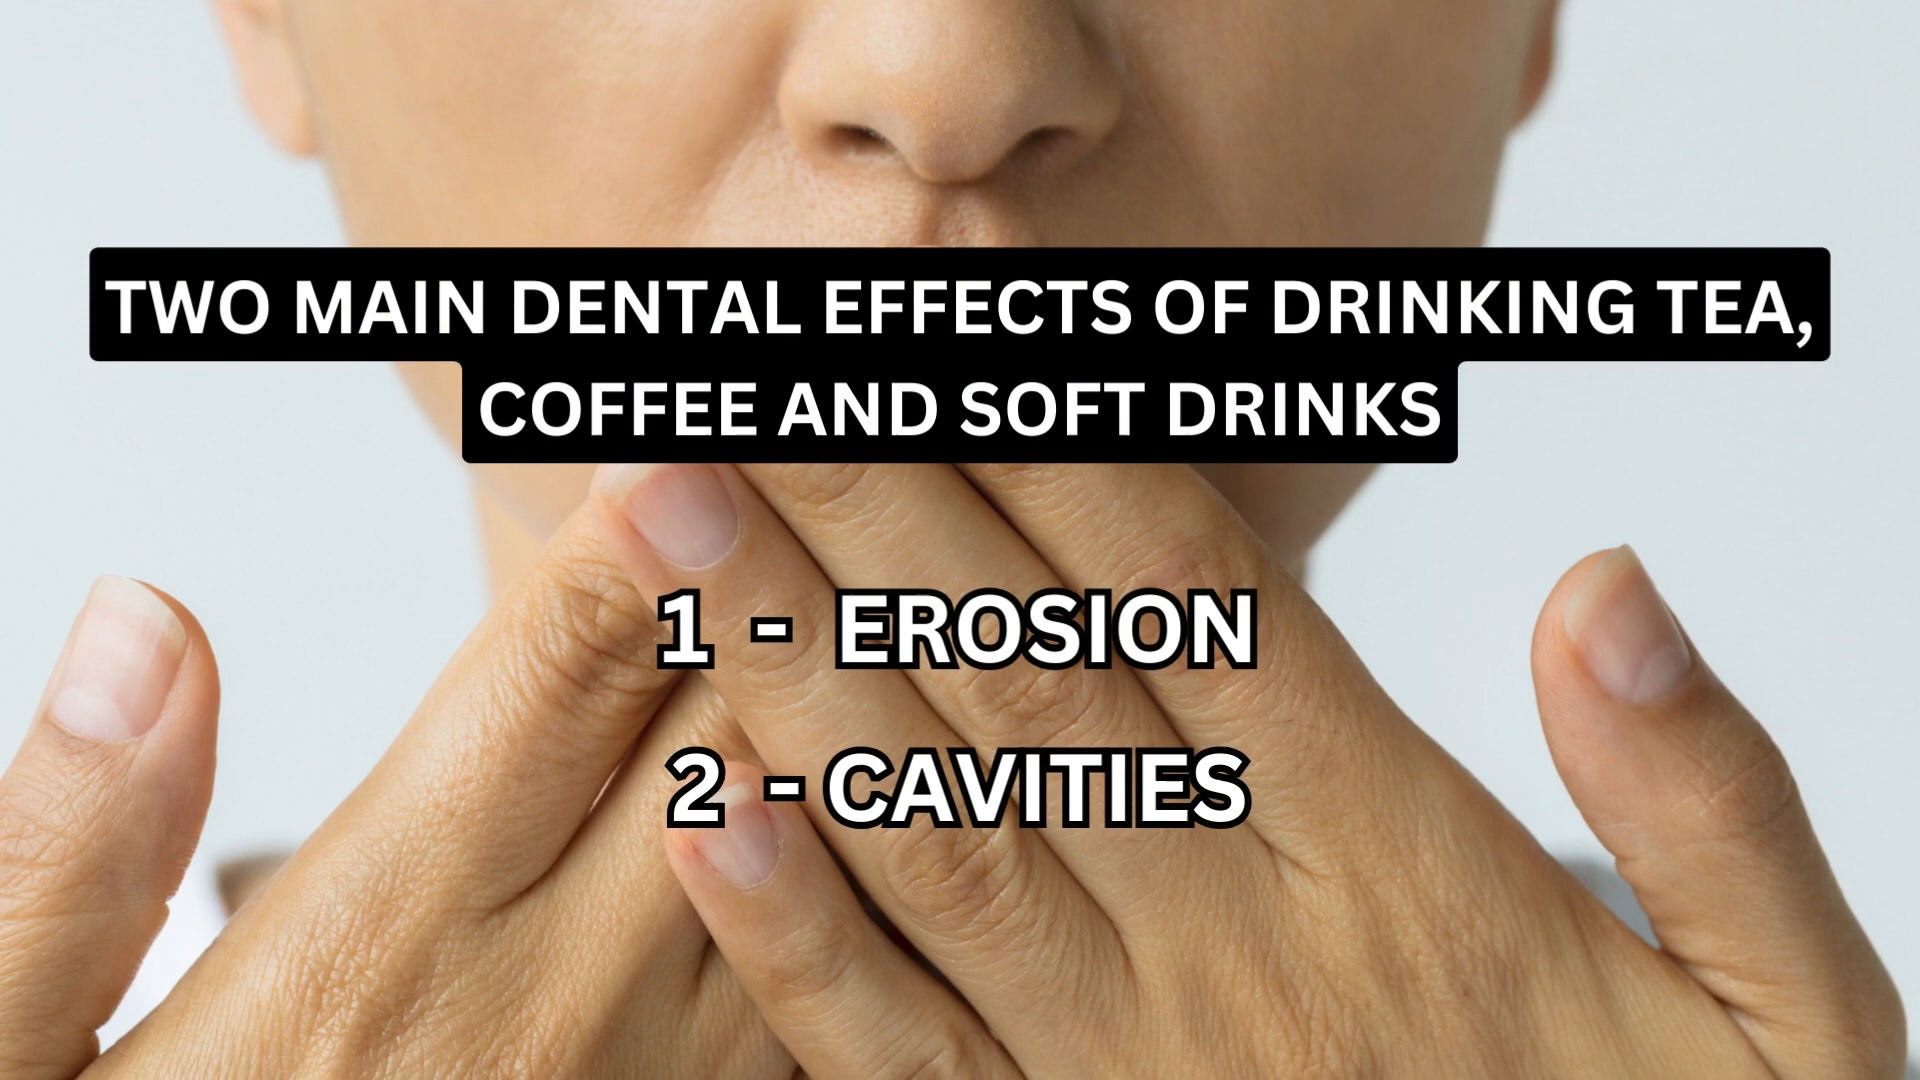 TWO MAIN DENTAL EFFECTS OF DRINKING TEA,
COFFEE AND SOFT DRINKS
1 - EROSION
2 - CAVITIES